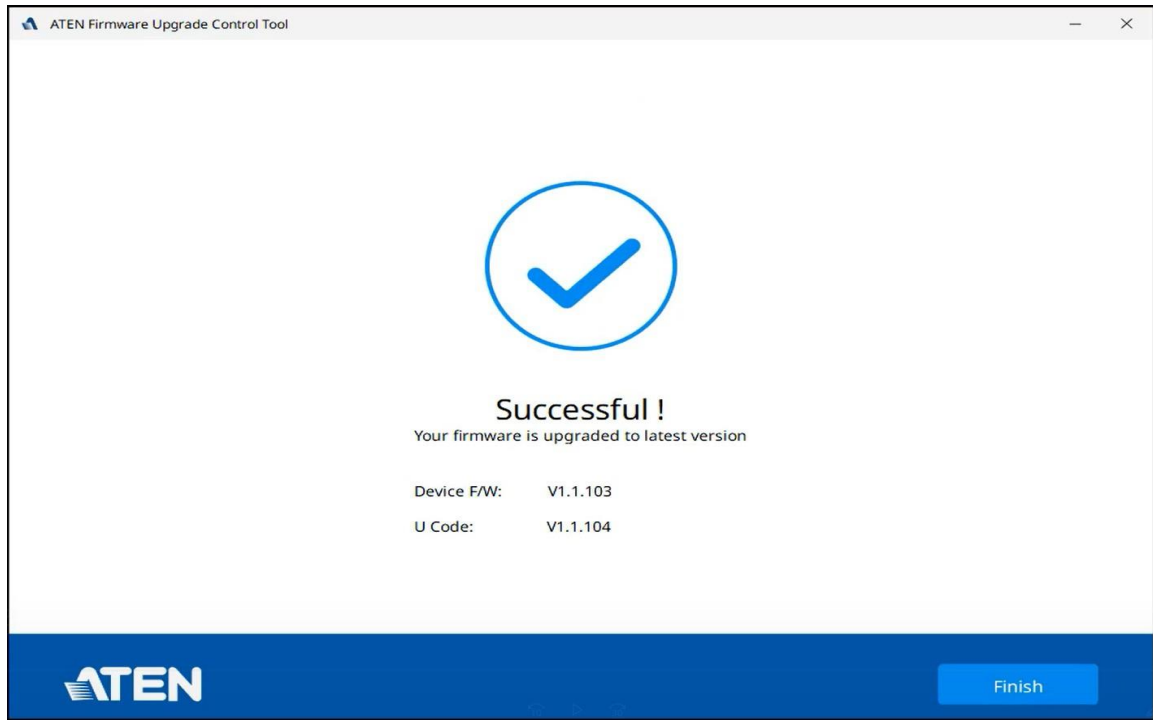 ATEN Firmware Upgrade Control Tool
Successful !
Your firmware is upgraded to latest version
Device F/W: V1.1.103
U Code: V1.1.104
ATEN
Finish